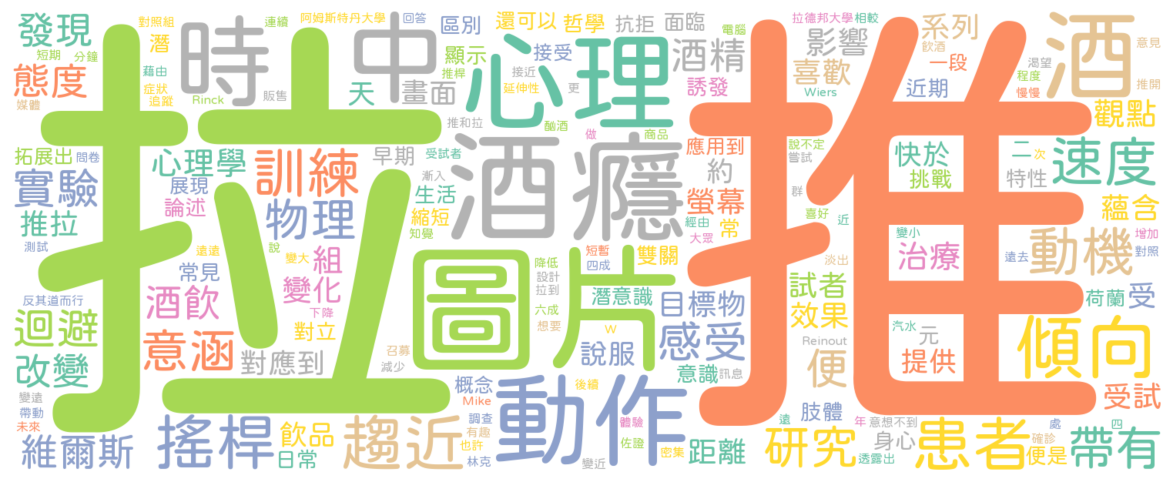 發現
對照組
連續
阿姆斯特丹大學
回答
區別
還可以
哲學
抗拒
面臨
電腦
拉德邦大學
相較
系列
酒
意見
短期
分鐘
潛
時
中
顯示
接受
心理
酒精
影響
飲酒
一段
渴望
態度
藉由
推桿
接近
誘發
喜歡
程度
媒體
症狀
追蹤
Rinck
販售
天
畫面
延伸性
更
Wiers
近期
慢慢
推開
拉
推
觀點
酗酒
做
商品
拓展出
問卷
心理學
訓練
早期
受試者
酒癮
應用到
說不定
嘗試
快於
二
次
速度
實驗
展現
漸入
約
挑戰
特性
論述
物理
生活
螢幕
群
推拉
縮短
常
喜好
近
蘊含
測試
遠遠
說
知覺
經由
大眾
變小
增加
常見
變大
組
圖片
降低
短暫
雙關
淡出
治療
遠去
動機
對照
反其道而行
酒飲
變化
設計
四成
拉到
潛意識
目標物
試者
荷蘭
受
迴避
下降
六成
效果
意涵
對立
想要
W
說服
感受
Reinout
汽水
元
傾向
改變
對應到
召募
減少
意識
訊息
便
提供
變遠
概念
後續
帶動
Mike
動作
受試
未來
搖桿
飲品
調查
體驗
遠
肢體
年
意想不到
處
四
維爾斯
日常
趨近
有趣
也許
佐證
距離
研究
身心
患者
確診
帶有
林克
變近
密集
透露出
便是